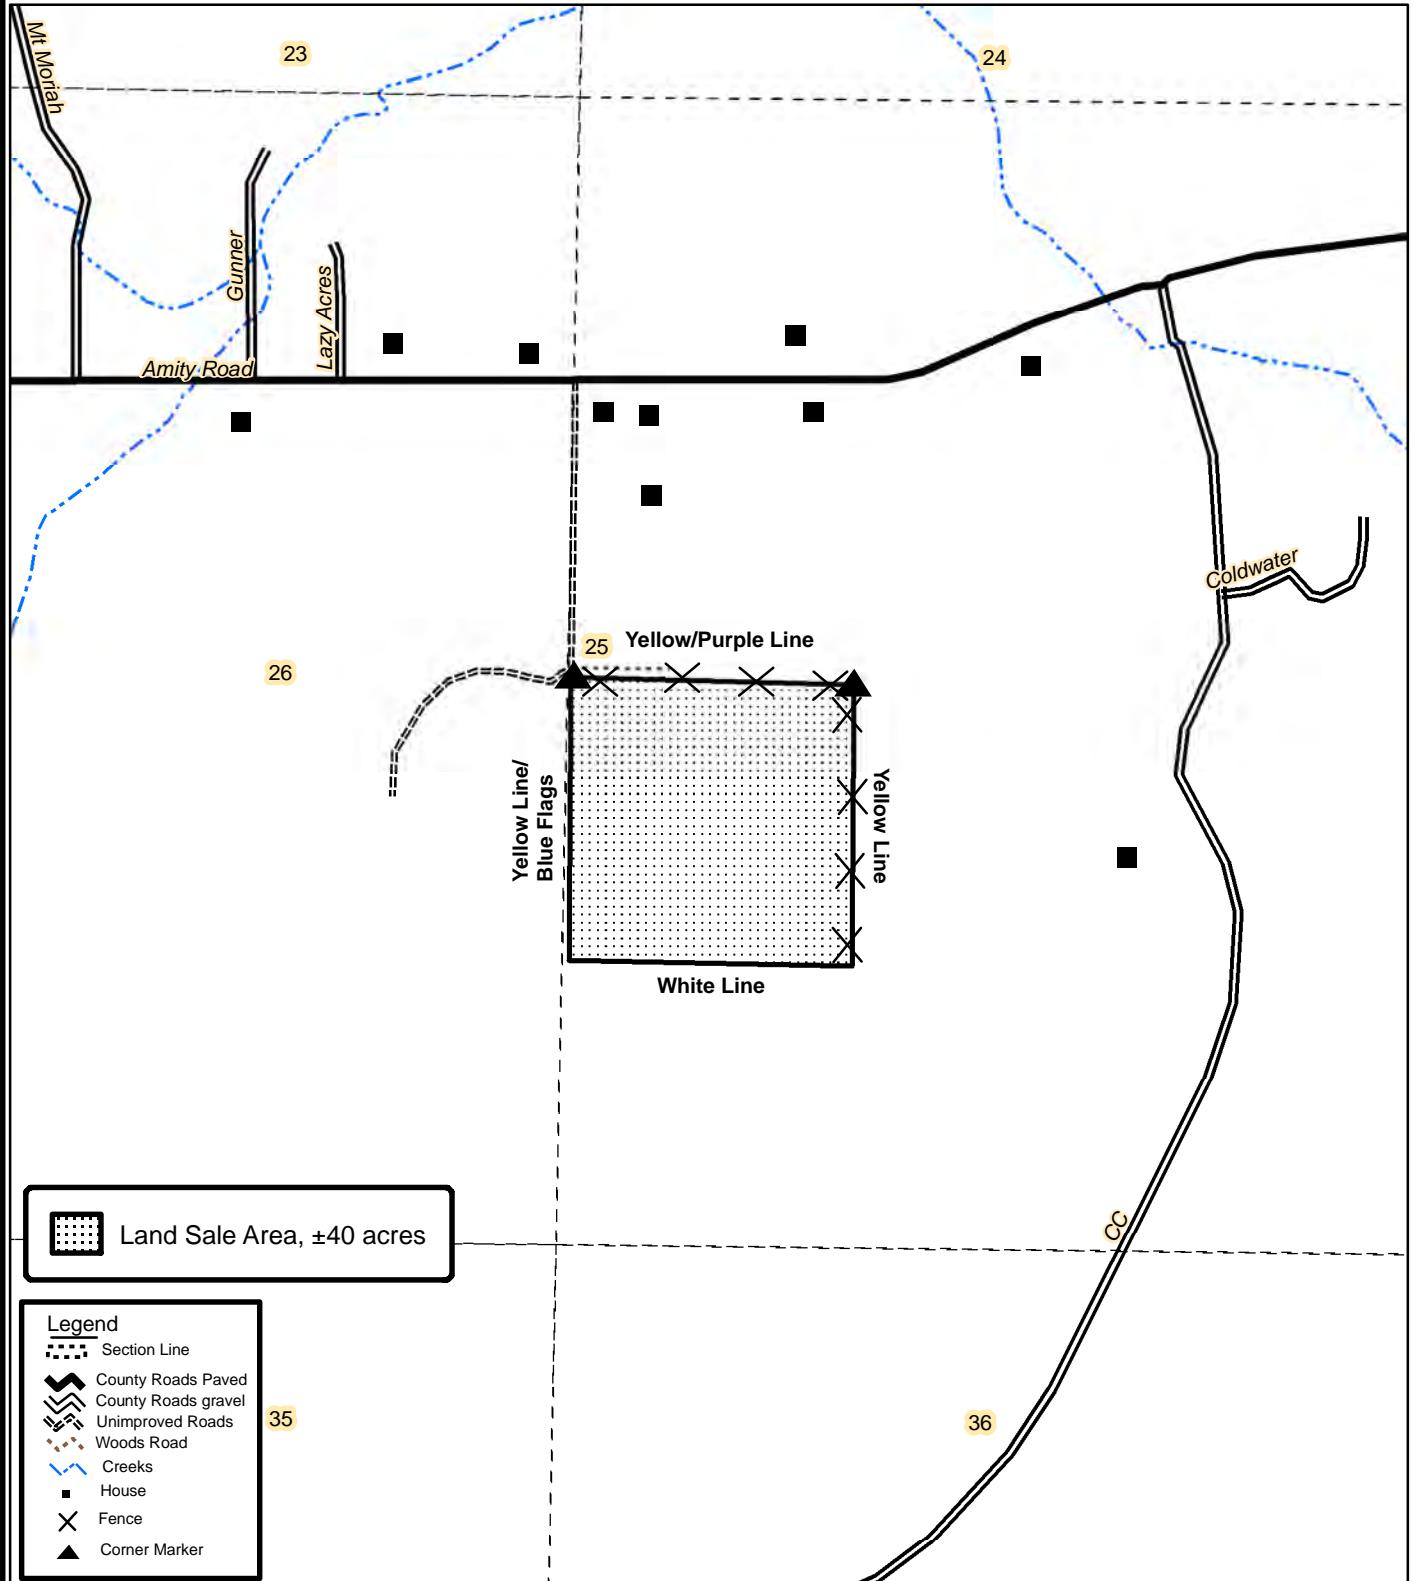 23
24
Mt Moriah
Gunner
Lazy Acres
Amity Road
Coldwater
25
Yellow/Purple Line
26
Yellow Line/
Blue Flags
Yellow Line
White Line
CC
Land Sale Area, ±40 acres
Legend
Section Line
County Roads Paved
County Roads gravel
Unimproved Roads
Woods Road
Creeks
House
Fence
Corner Marker
35
36